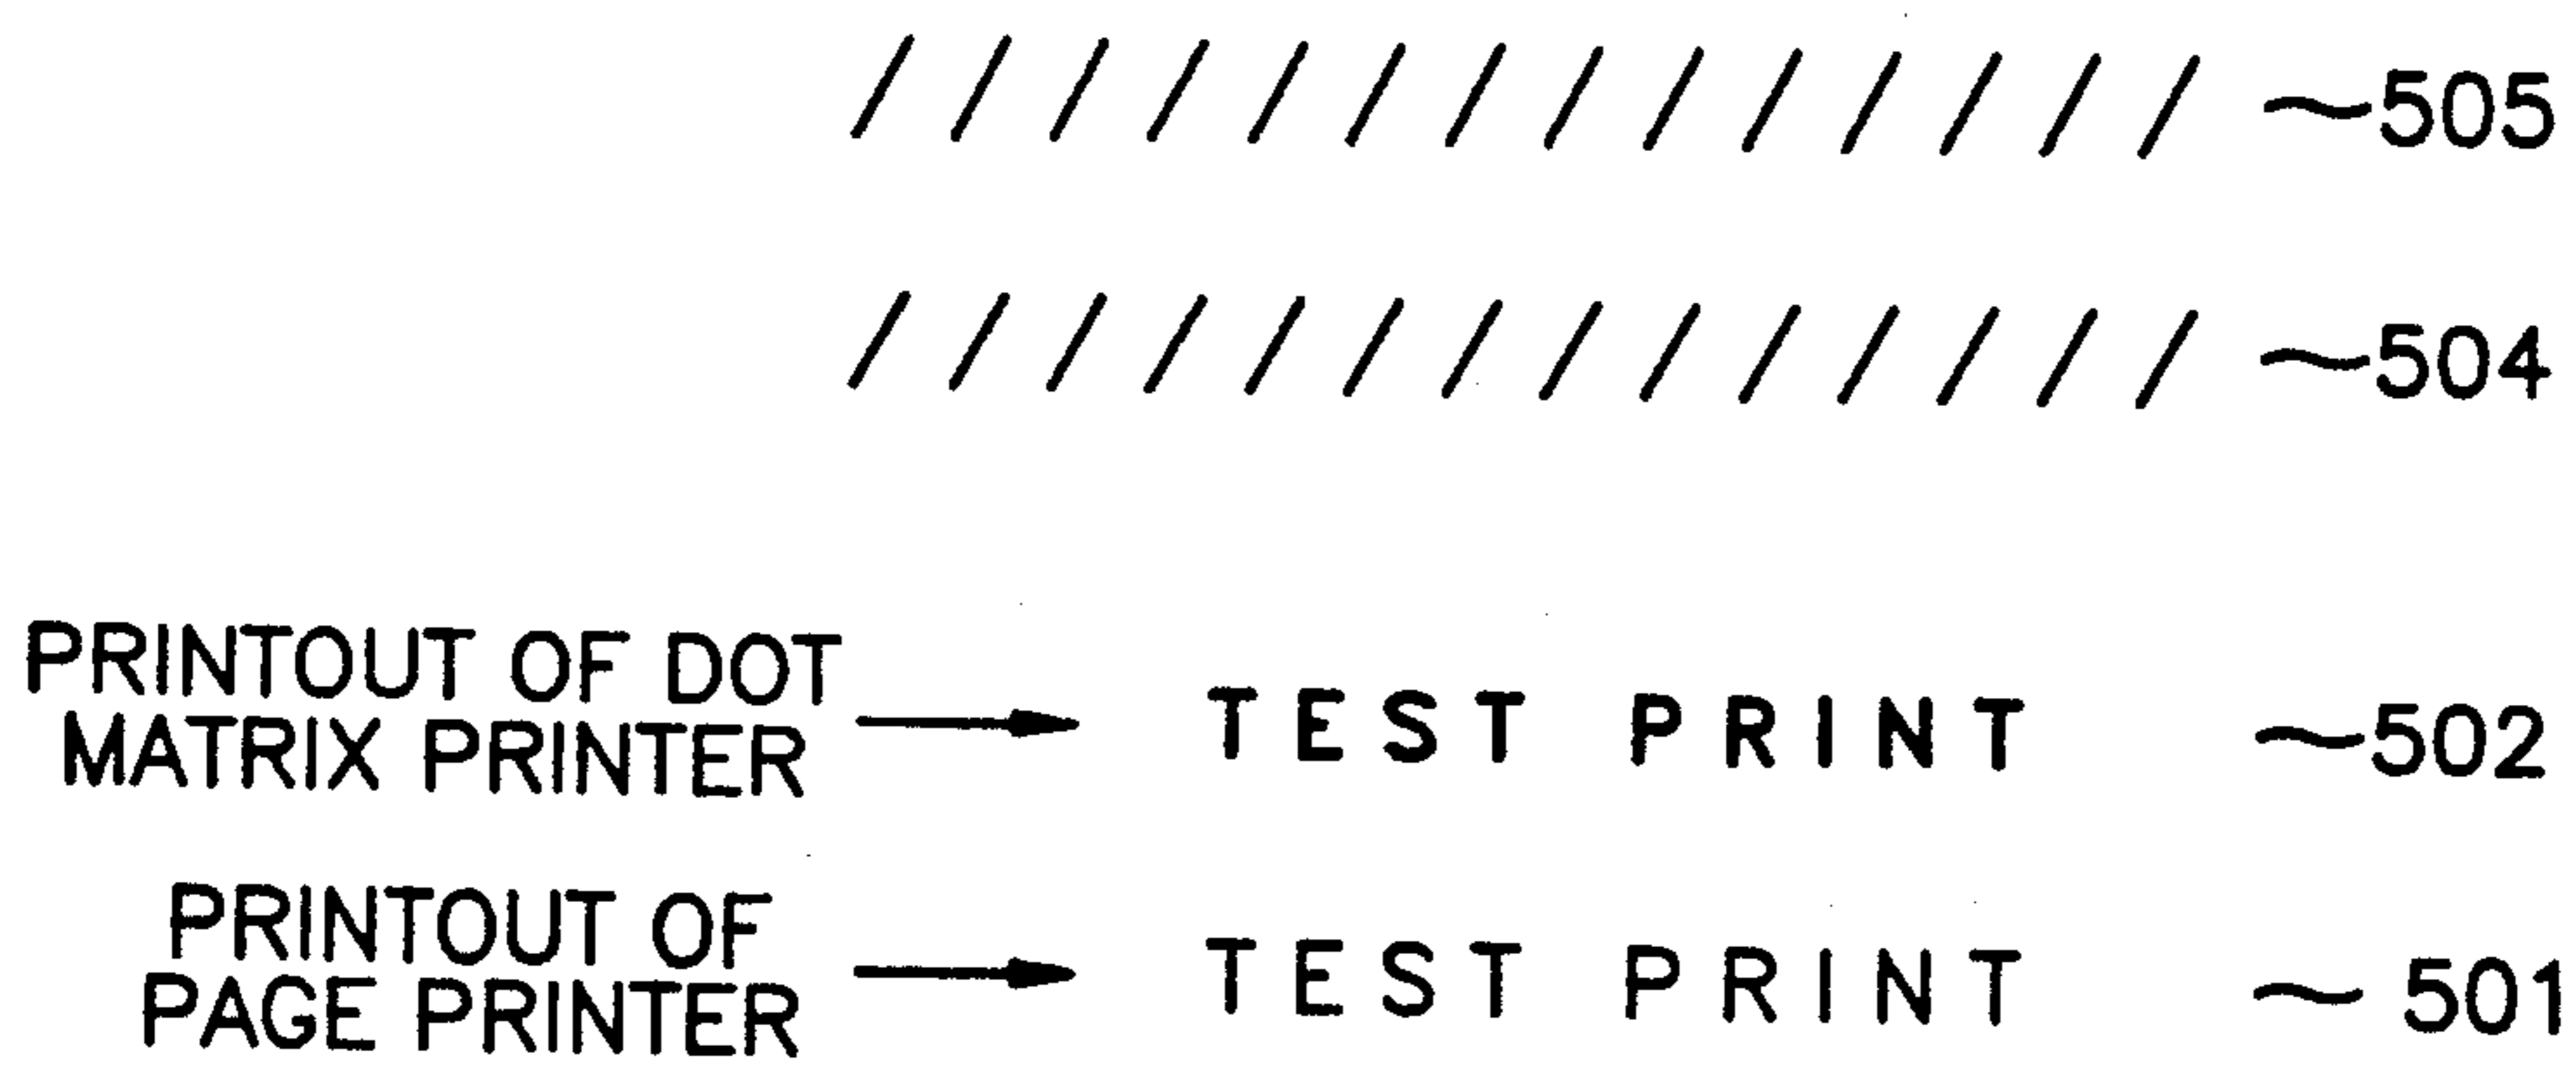 / / / / / / / / / / / / / / ~505
/ / / / / / / / / / / / / / ~504
PRINTOUT OF DOT
MATRIX PRINTER
TEST PRINT ~502
PRINTOUT OF
PAGE PRINTER
TEST PRINT ~501